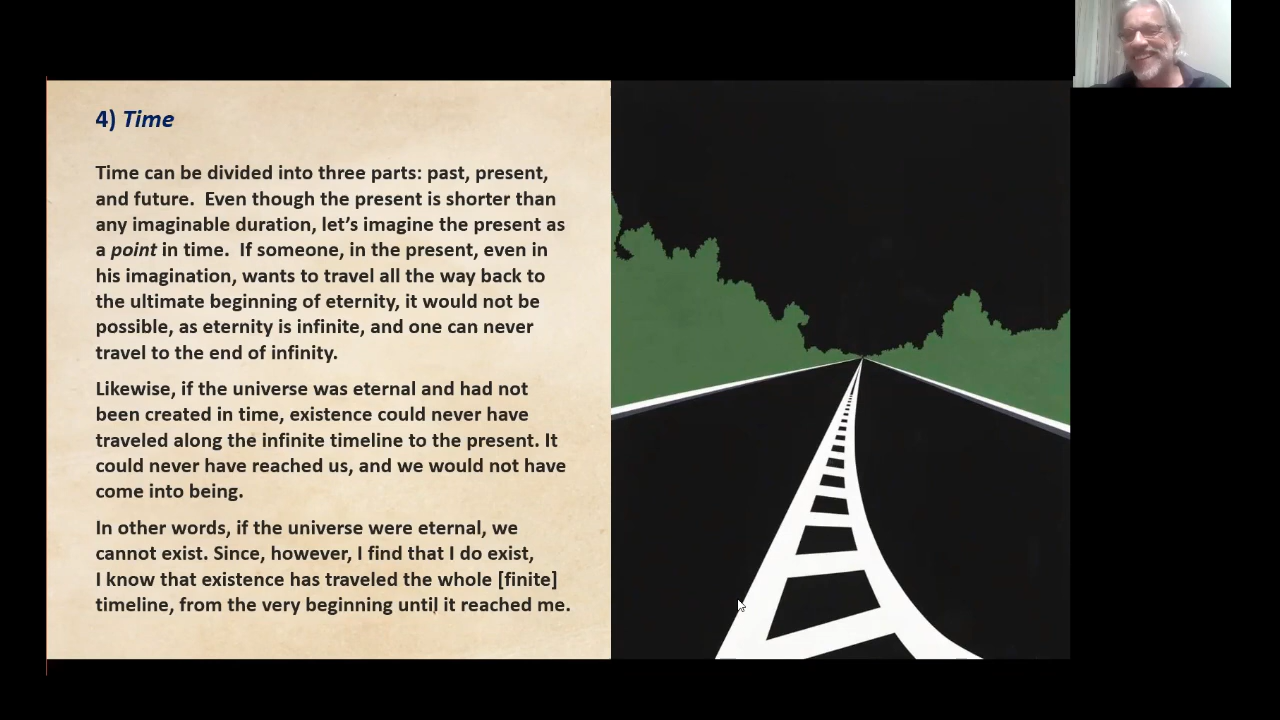 4) Time
Time can be divided into three parts: past, present,
and future.  Even though the present is shorter than
any imaginable duration, let’s imagine the present as
a point in time.  If someone, in the present, even in
his imagination, wants to travel all the way back to
the ultimate beginning of eternity, it would not be
possible, as eternity is infinite, and one can never
travel to the end of infinity.
Likewise, if the universe was eternal and had not
been created in time, existence could never have
traveled along the infinite timeline to the present. It
could never have reached us, and we would not have
come into being.
In other words, if the universe were eternal, we
cannot exist. Since, however, I find that I do exist,
I know that existence has traveled the whole [finite]
timeline, from the very beginning until it reached me.